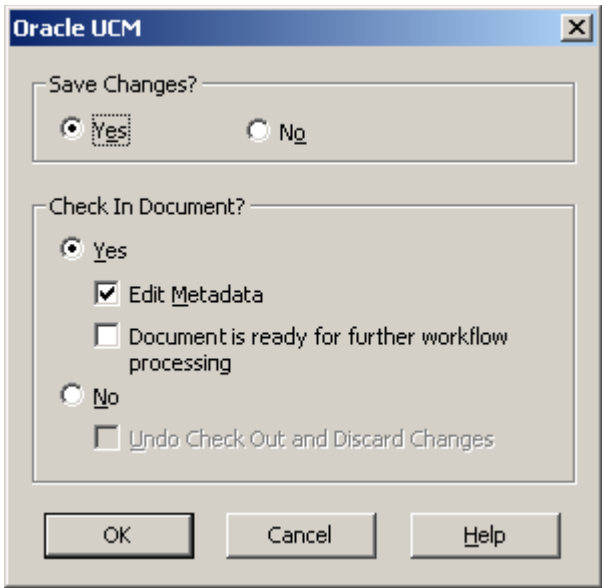 Oracle UCM
Save Changes?
Yes No
Check In Document?
Yes
Edit Metadata
Document is ready for further workflow
processing
No
Undo Check Out and Discard Changes
OK Cancel Help